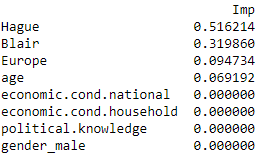 Imp
Hague 0.516214
Blair 0.319860
Europe 0.094734
age 0.069192
economic.cond.national 0.000000
economic.cond.household 0.000000
political.knowledge 0.000000
gender_male 0.000000